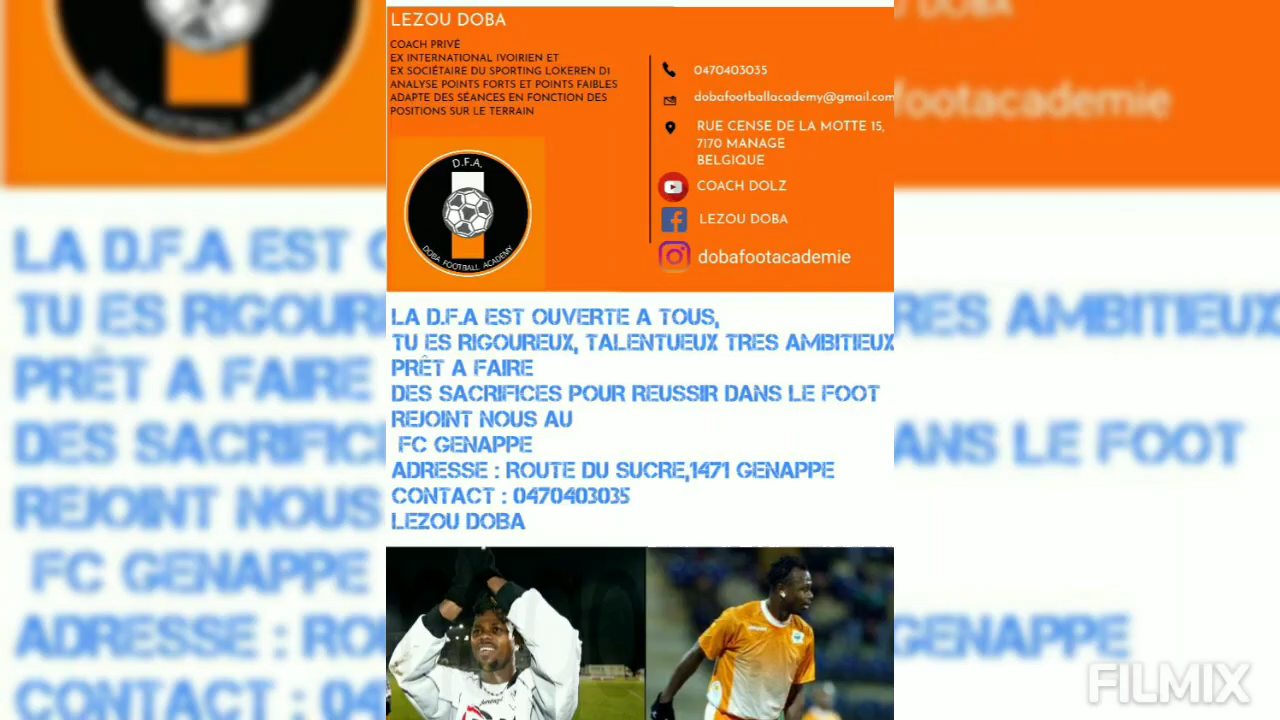 LEZOU DOBA
COACH PRIVÉ
EX INTERNATIONAL IVOIRIEN ET
EX SOCIÉTAIRE DU SPORTING LOKEREN D1
ANALYSE POINTS FORTS ET POINTS FAIBLES
ADAPTE DES SÉANCES EN FONCTION DES
POSITIONS SUR LE TERRAIN
0470403035
dobafootballacademy@gmail.com
RUE CENSE DE LA MOTTE 15,
7170 MANAGE
BELGIQUE
COACH DOLZ
LEZOU DOBA
dobafootacademie
D.F.A.
DOBA FOOTBALL ACADEMY
LA D.F.A EST OUVERTE A TOUS,
TU ES RIGOUREUX, TALENTUEUX TRES AMBITIEUX
PRÊT A FAIRE
DES SACRIFICES POUR REUSSIR DANS LE FOOT
REJOINT NOUS AU
FC GENAPPE
ADRESSE : ROUTE DU SUCRE,1471 GENAPPE
CONTACT : 0470403035
LEZOU DOBA
FILMIX